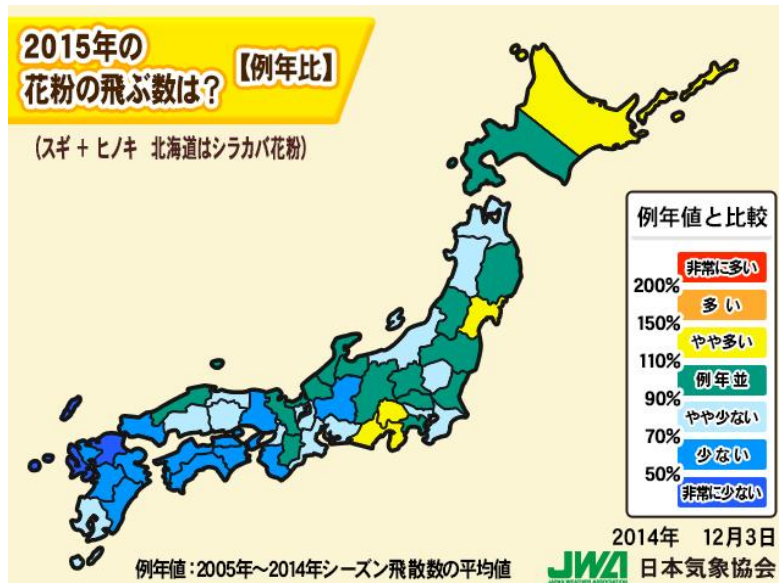 2015年の
花粉の飛ぶ数は？
【例年比】
(スギ + ヒノキ 北海道はシラカバ花粉)
例年値と比較
非常に多い
200%
多い
150%
やや多い
110%
例年並
90%
やや少ない
70%
少ない
50%
非常に少ない
2014年 12月3日
例年値：2005年～2014年シーズン飛散数の平均値
JWA 日本気象協会
JAPAN WEATHER ASSOCIATION